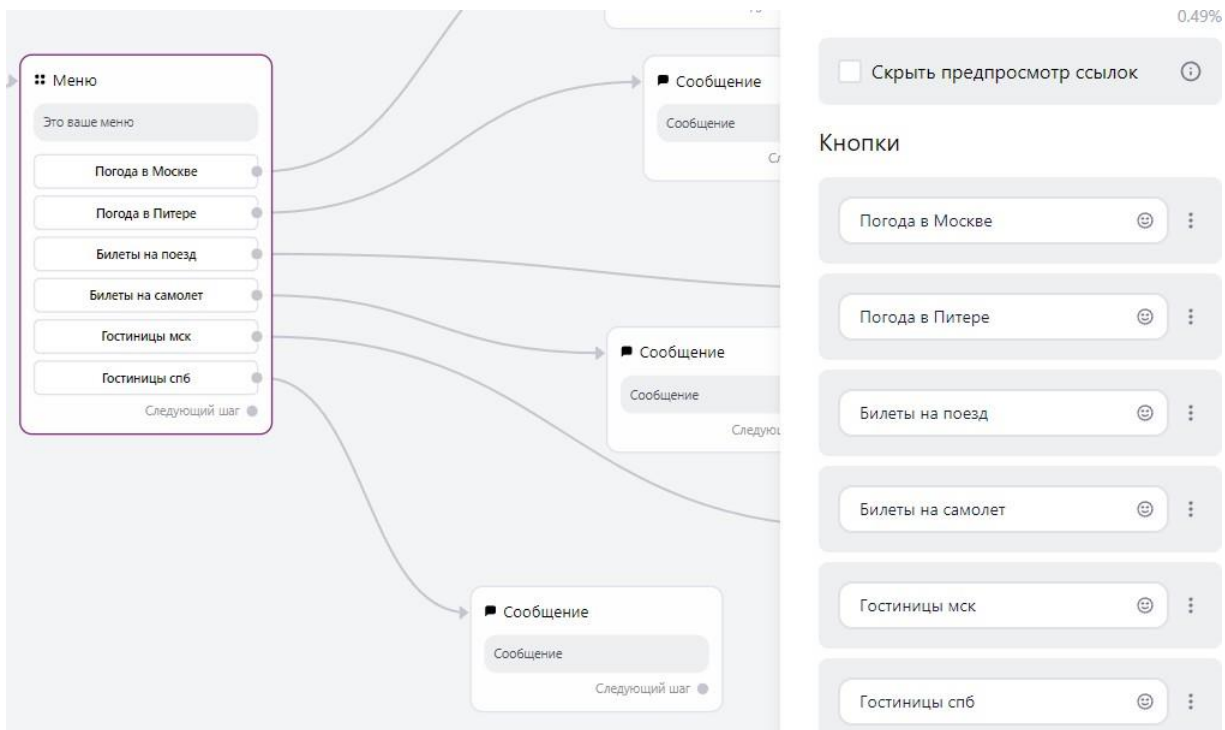 Меню
Это ваше меню
Погода в Москве
Погода в Питере
Билеты на поезд
Билеты на самолет
Гостиницы мск
Гостиницы спб
Следующий шаг
Сообщение
Сообщение
Сообщение
Сообщение
Сообщение
Сообщение
Следующий шаг
0.49%
Скрыть предпросмотр ссылок
Кнопки
Погода в Москве
Погода в Питере
Билеты на поезд
Билеты на самолет
Гостиницы мск
Гостиницы спб